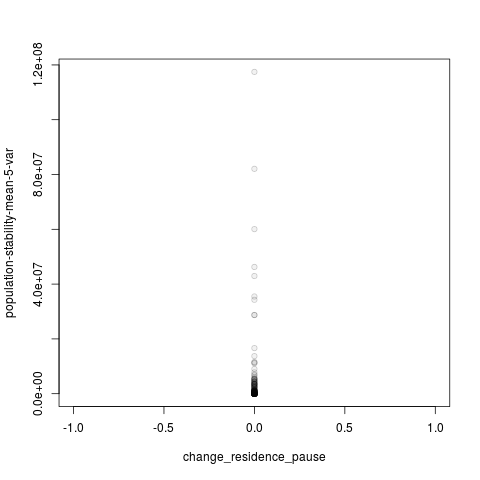 population-stability-mean-5-var
1.2e+08
8.0e+07
4.0e+07
0.0e+00
-1.0
-0.5
0.0
0.5
1.0
change_residence_pause